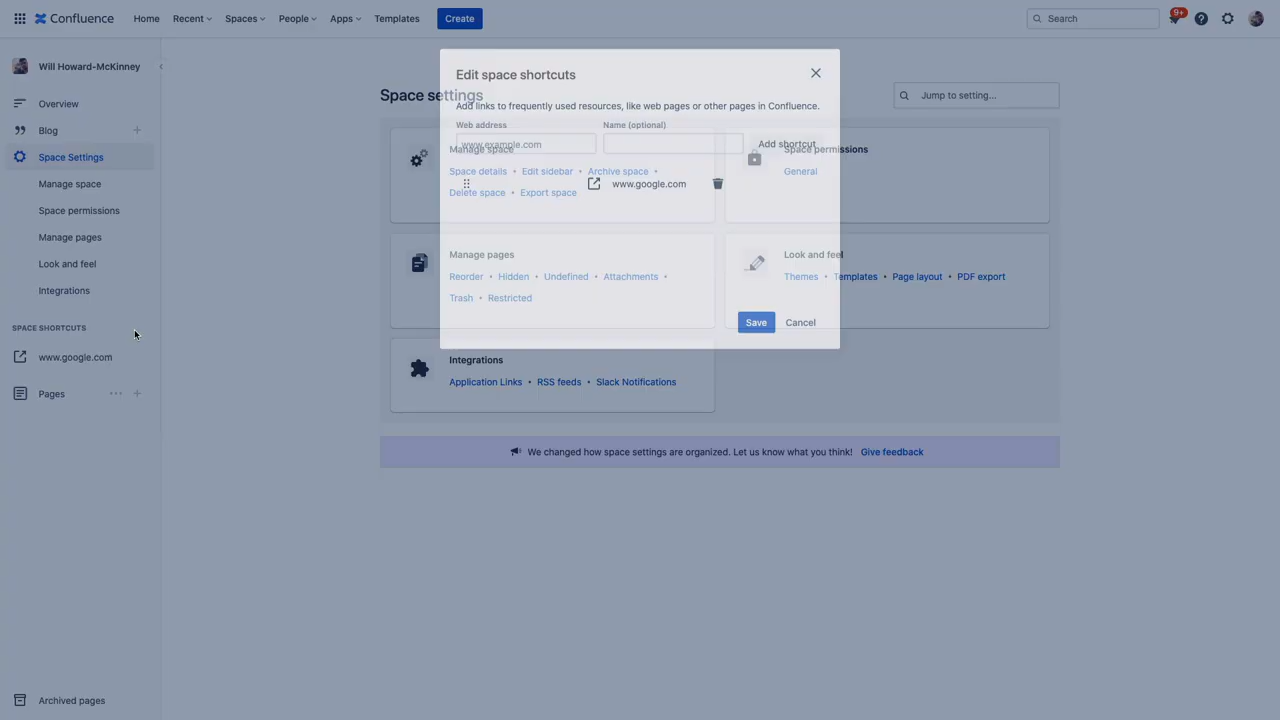 Confluence
Home Recent Spaces People Apps Templates Create
Search
9+
Will Howard-McKinney
Overview
Blog
Space Settings
Manage space
Space permissions
Manage pages
Look and feel
Integrations
SPACE SHORTCUTS
www.google.com
Pages
Archived pages
Space settings
Jump to setting...
Edit space shortcuts
Add links to frequently used resources, like web pages or other pages in Confluence.
Web address Name (optional)
www.example.com
Add shortcut
www.google.com
Save Cancel
Manage space
Space details • Edit sidebar • Archive space •
Delete space • Export space
Space permissions
General
Manage pages
Reorder • Hidden • Undefined • Attachments •
Trash • Restricted
Look and feel
Themes • Templates • Page layout • PDF export
Integrations
Application Links • RSS feeds • Slack Notifications
We changed how space settings are organized. Let us know what you think! Give feedback